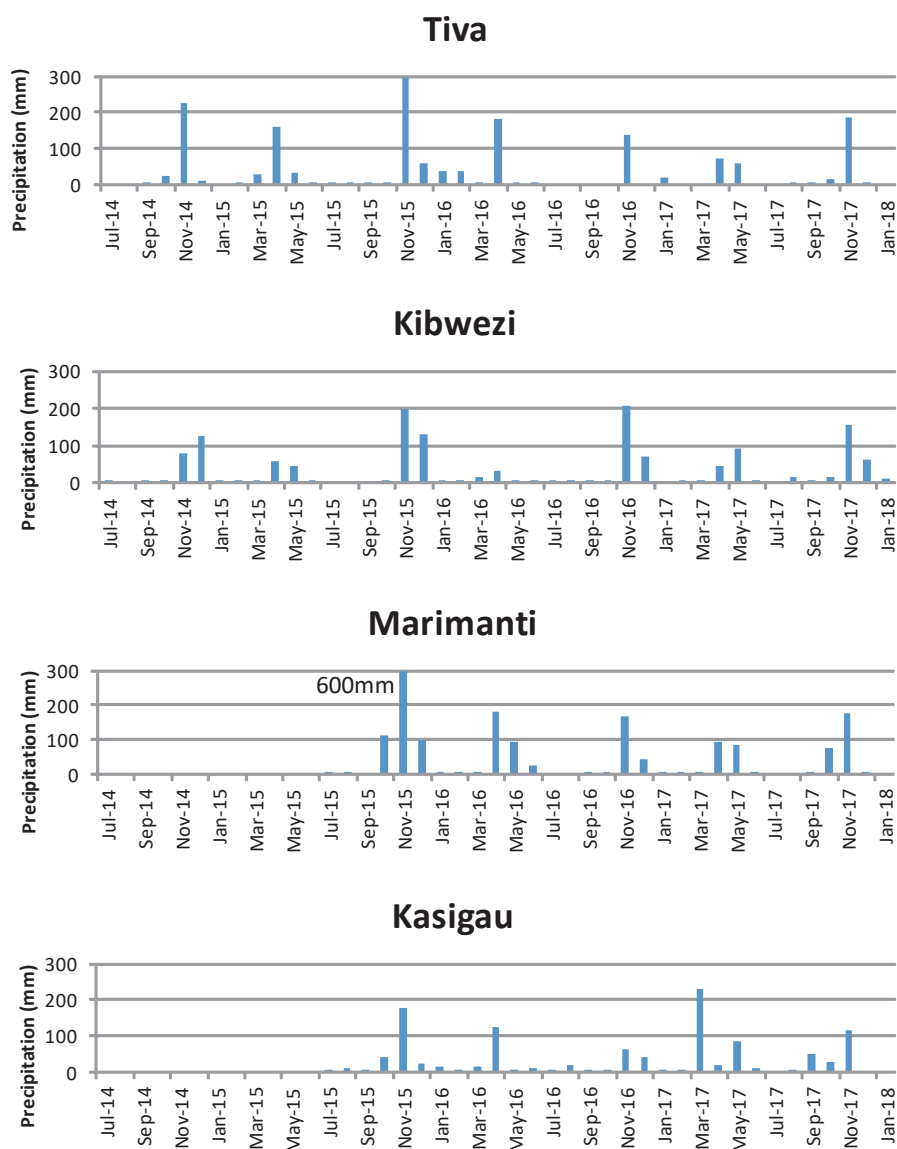 Tiva
Precipitation (mm)
300
200
100
0
Jul-14 Sep-14 Nov-14 Jan-15 Mar-15 May-15 Jul-15 Sep-15 Nov-15 Jan-16 Mar-16 May-16 Jul-16 Sep-16 Nov-16 Jan-17 Mar-17 May-17 Jul-17 Sep-17 Nov-17 Jan-18
Kibwezi
Precipitation (mm)
300
200
100
0
Jul-14 Sep-14 Nov-14 Jan-15 Mar-15 May-15 Jul-15 Sep-15 Nov-15 Jan-16 Mar-16 May-16 Jul-16 Sep-16 Nov-16 Jan-17 Mar-17 May-17 Jul-17 Sep-17 Nov-17 Jan-18
Marimanti
Precipitation (mm)
300
600mm
200
100
0
Jul-14 Sep-14 Nov-14 Jan-15 Mar-15 May-15 Jul-15 Sep-15 Nov-15 Jan-16 Mar-16 May-16 Jul-16 Sep-16 Nov-16 Jan-17 Mar-17 May-17 Jul-17 Sep-17 Nov-17 Jan-18
Kasigau
Precipitation (mm)
300
200
100
0
Jul-14 Sep-14 Nov-14 Jan-15 Mar-15 May-15 Jul-15 Sep-15 Nov-15 Jan-16 Mar-16 May-16 Jul-16 Sep-16 Nov-16 Jan-17 Mar-17 May-17 Jul-17 Sep-17 Nov-17 Jan-18